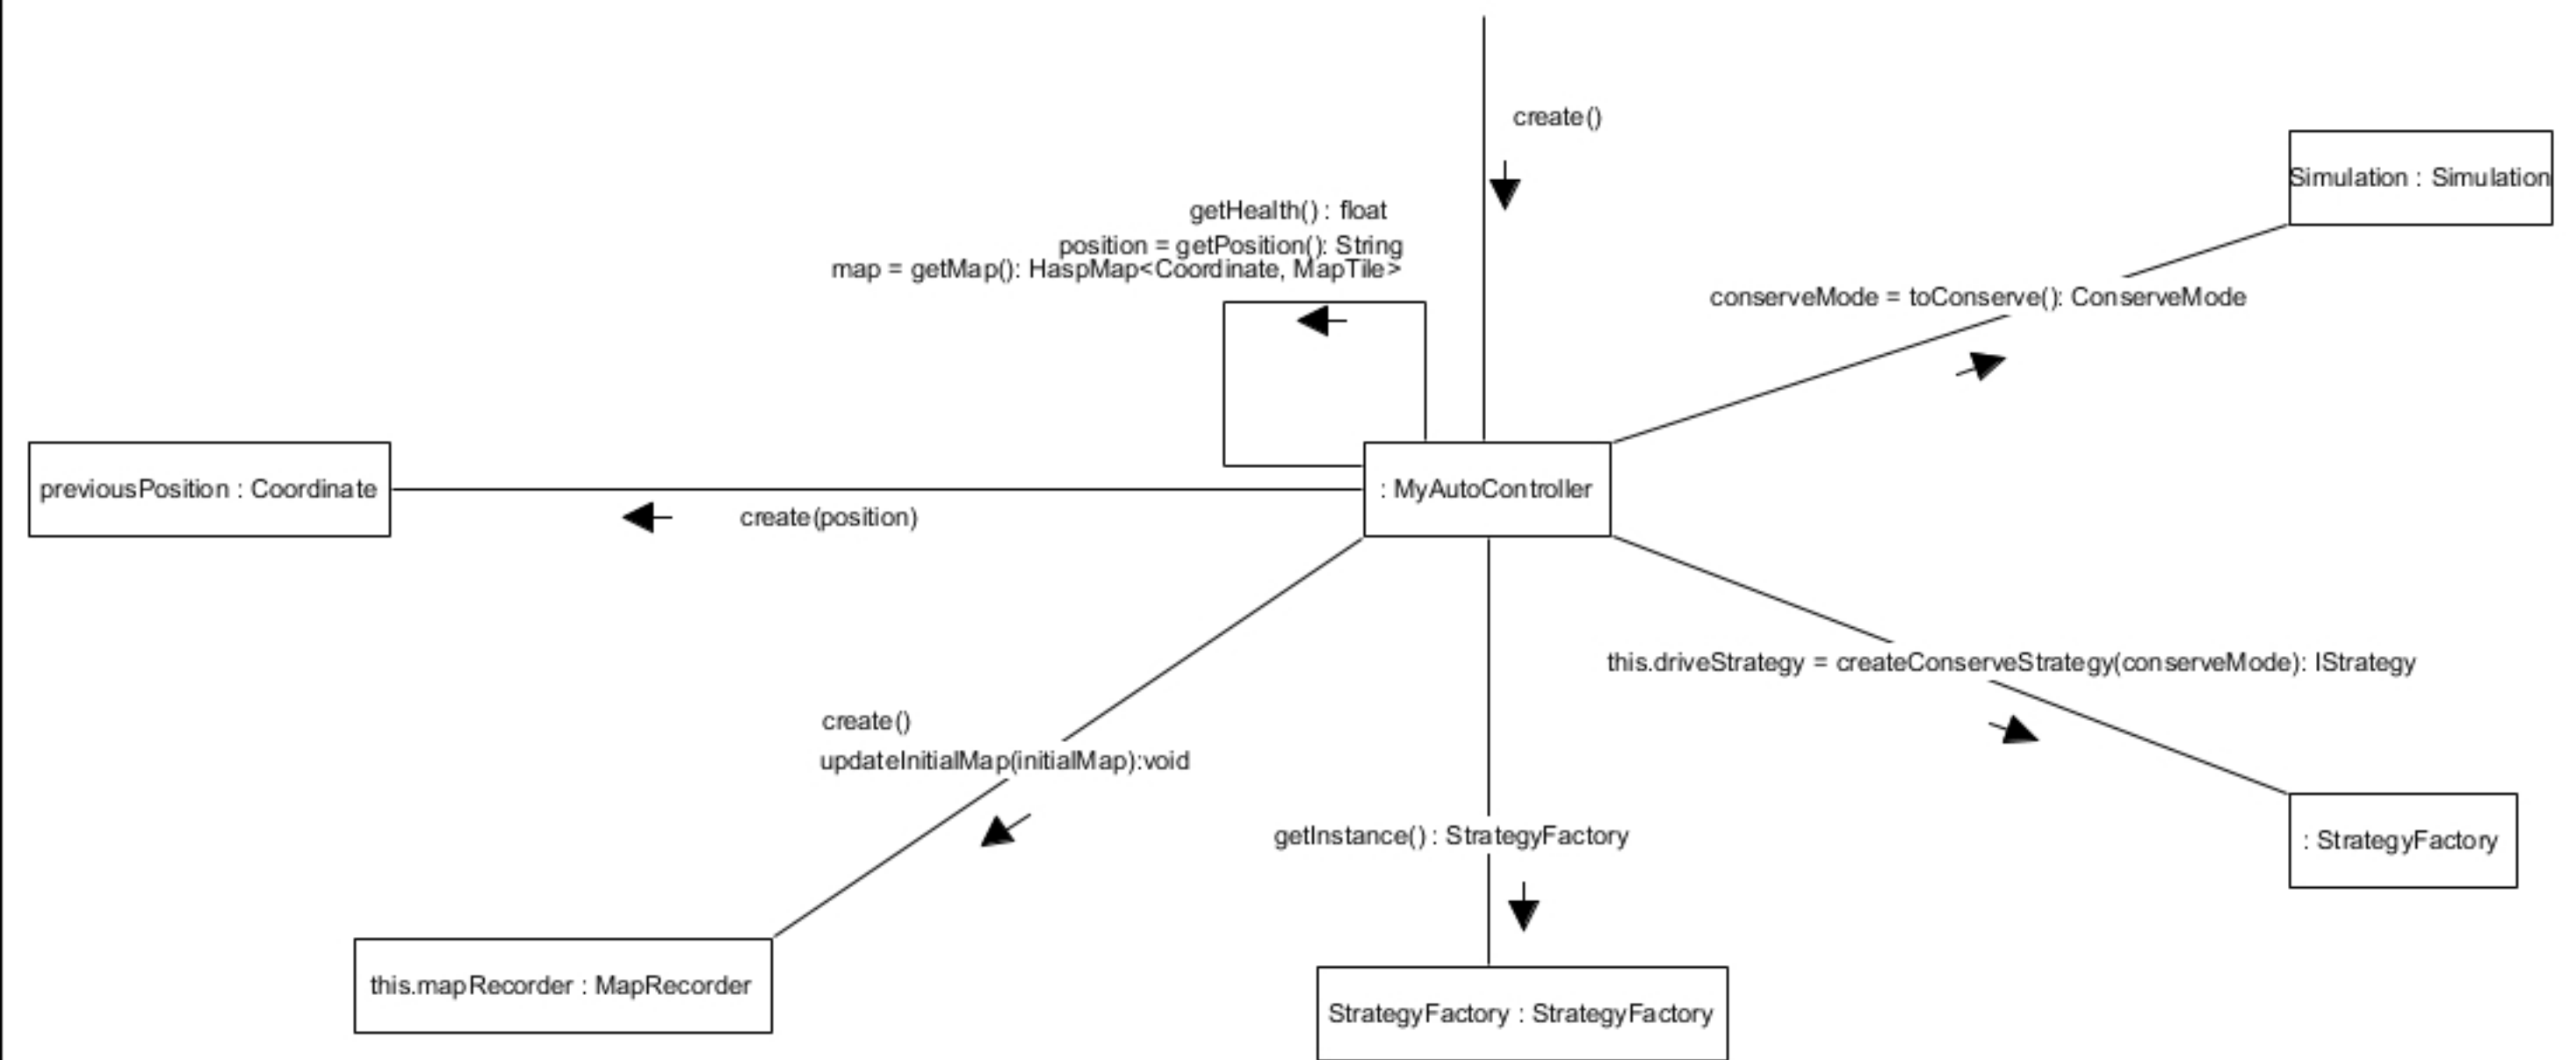 create()
Simulation : Simulation
getHealth() : float
position = getPosition(): String
map = getMap(): HaspMap<Coordinate, MapTile>
conserveMode = toConserve(): ConserveMode
previousPosition : Coordinate
: MyAutoController
create(position)
this.driveStrategy = createConserveStrategy(conserveMode): IStrategy
create()
updateInitialMap(initialMap):void
getInstance() : StrategyFactory
: StrategyFactory
this.mapRecorder : MapRecorder
StrategyFactory : StrategyFactory